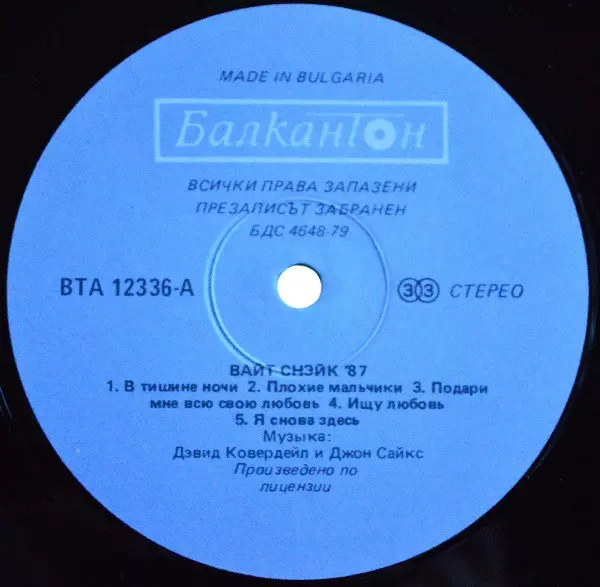 MADE IN BULGARIA
Балкантон
ВСИЧКИ ПРАВА ЗАПАЗЕНИ
ПРЕЗАПИСЪТ ЗАБРАНЕН
БДС 4648-79
ВТА 12336-А
33 СТЕРЕО
ВАЙТ СНЭЙК '87
1. В тишине ночи 2. Плохие мальчики 3. Подари
мне всю свою любовь 4. Ищу любовь
5. Я снова здесь
Музыка:
Дэвид Ковердейл и Джон Сайкс
Произведено по
лицензии